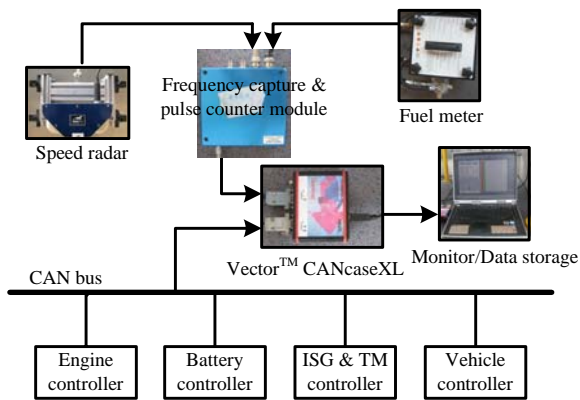 Frequency capture &
pulse counter module
Speed radar
Fuel meter
Vector™ CANcaseXL
Monitor/Data storage
CAN bus
Engine
controller
Battery
controller
ISG & TM
controller
Vehicle
controller